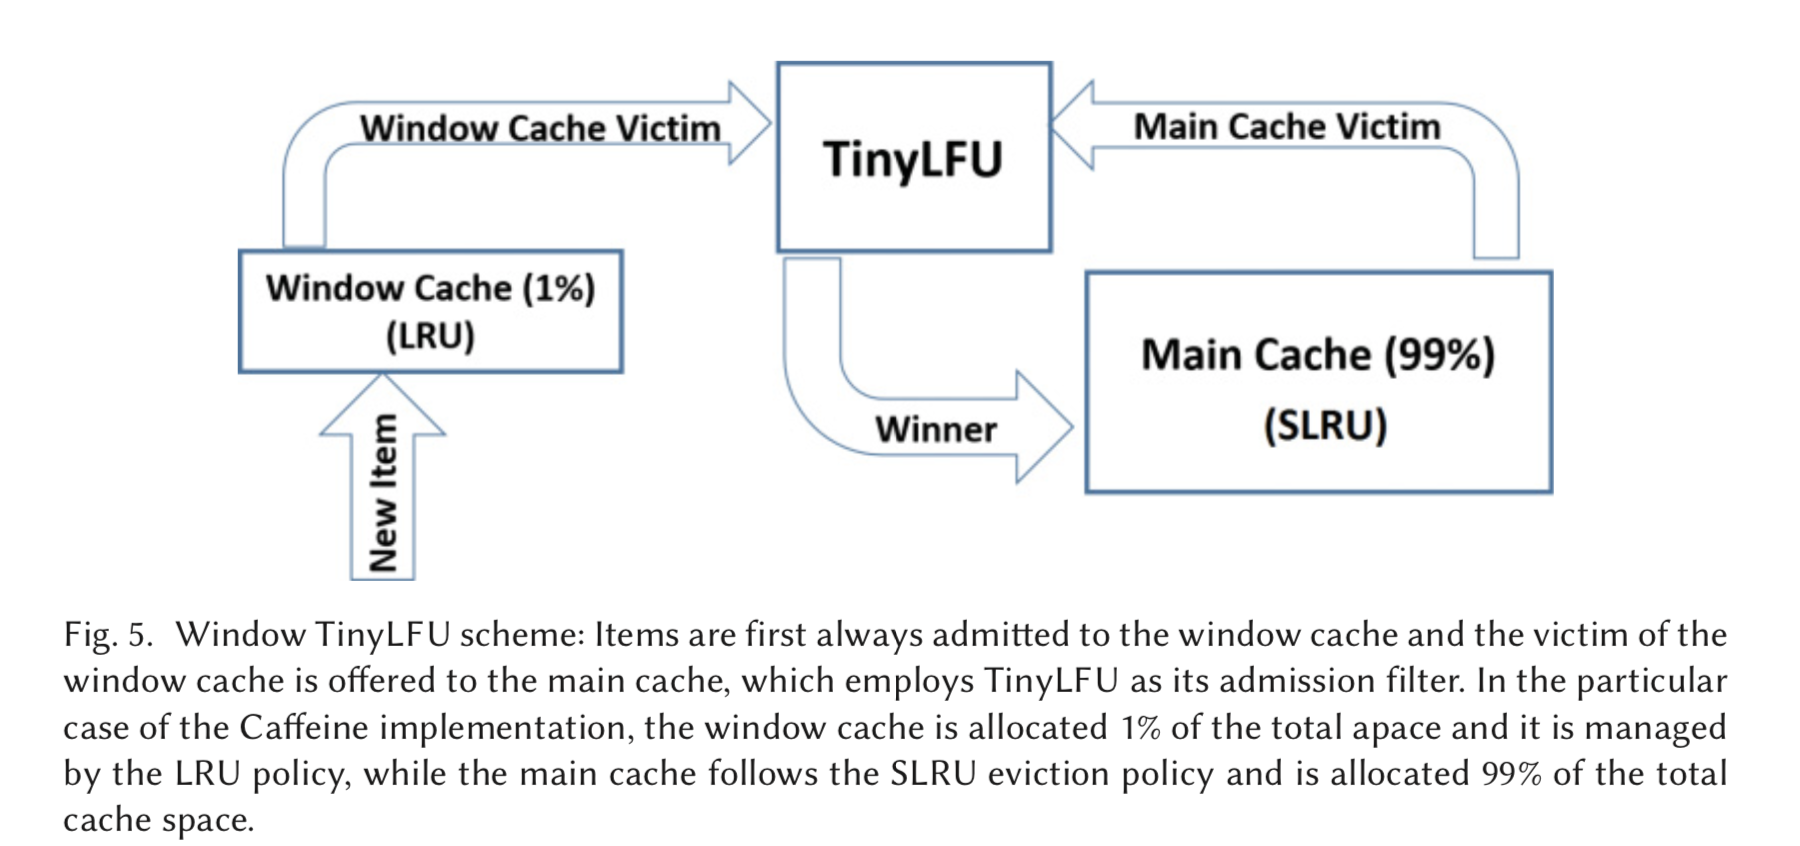 Window Cache Victim
TinyLFU
Main Cache Victim
Window Cache (1%)
(LRU)
Main Cache (99%)
(SLRU)
Winner
New Item
Fig. 5. Window TinyLFU scheme: Items are first always admitted to the window cache and the victim of the
window cache is offered to the main cache, which employs TinyLFU as its admission filter. In the particular
case of the Caffeine implementation, the window cache is allocated 1% of the total apace and it is managed
by the LRU policy, while the main cache follows the SLRU eviction policy and is allocated 99% of the total
cache space.